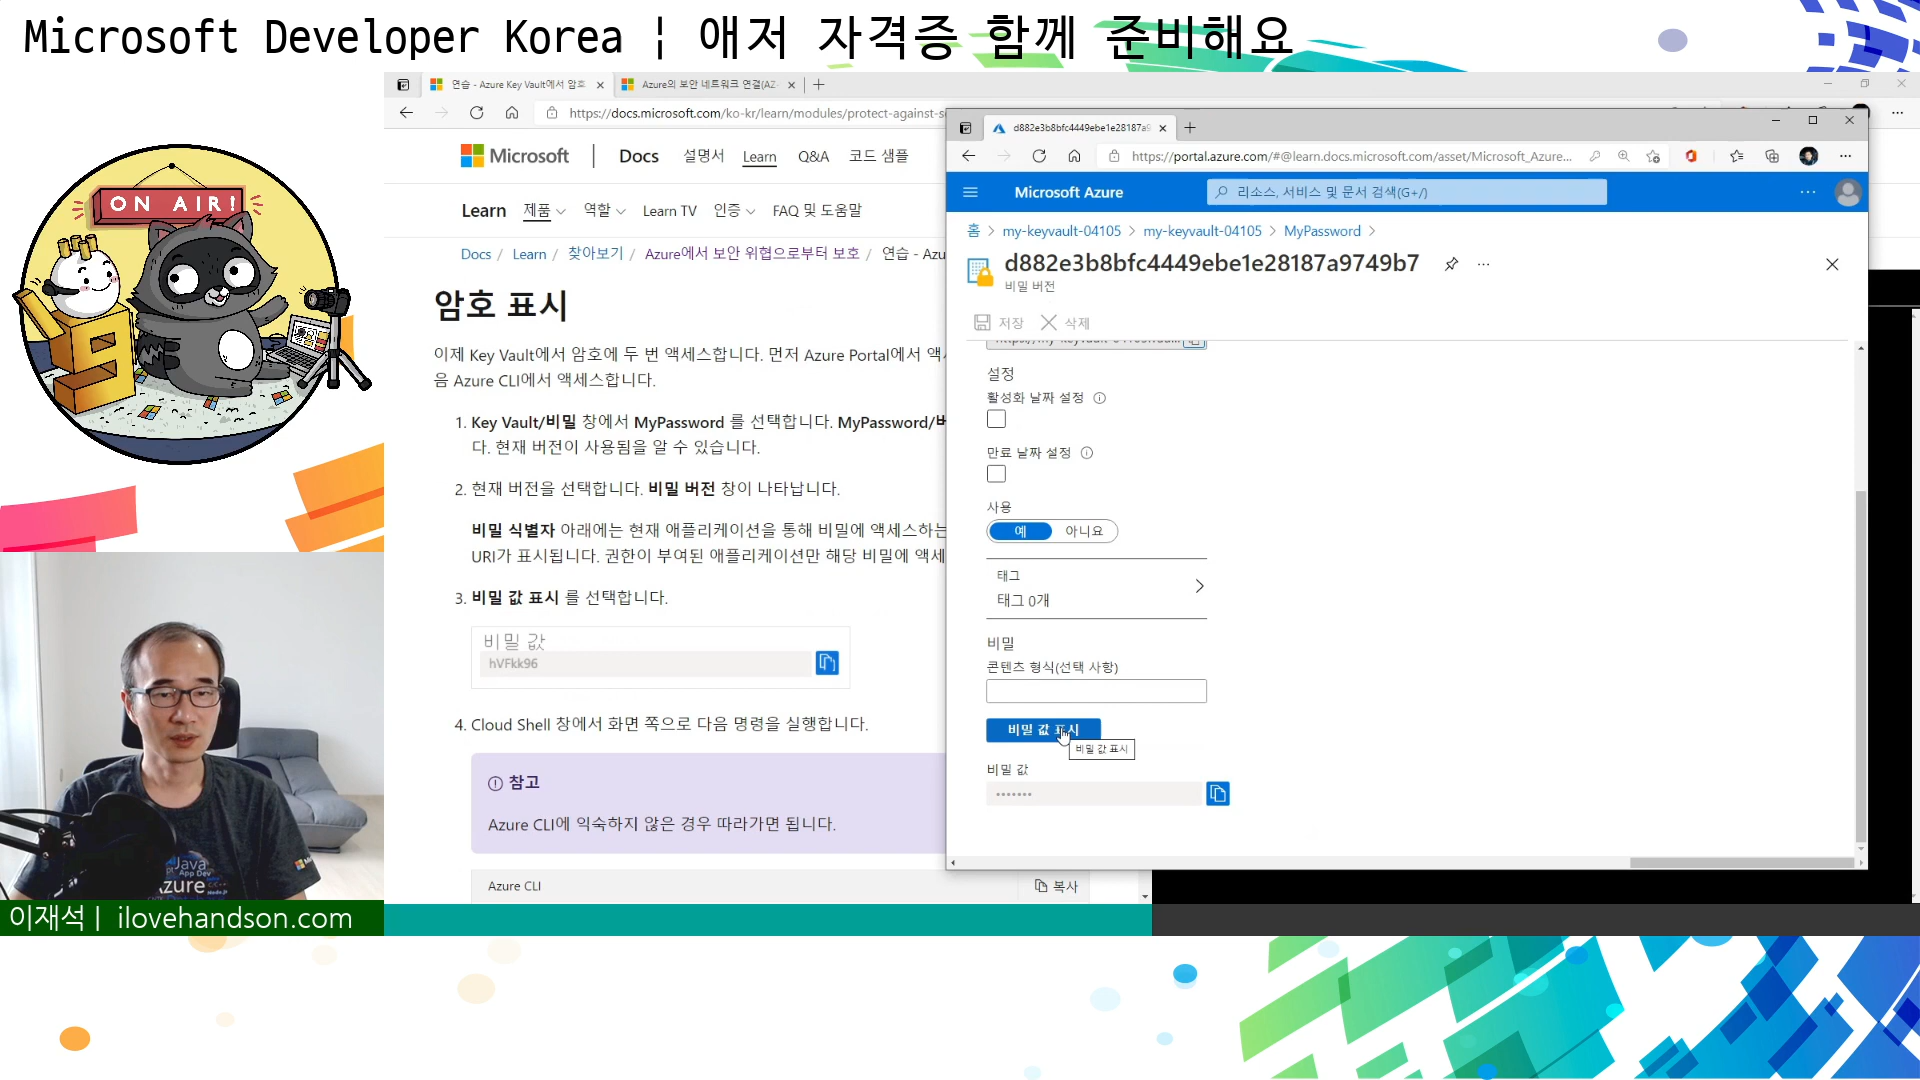 Microsoft Developer Korea | 애저 자격증 함께 준비해요
ON AIR!
연습 - Azure Key Vault에서 암호
Azure의 보안 네트워크 연결(AZ-
https://docs.microsoft.com/ko-kr/learn/modules/protect-against-s
Microsoft
Docs
설명서
Learn
Q&A
코드 샘플
Learn
제품
역할
Learn TV
인증
FAQ 및 도움말
Docs / Learn / 찾아보기 / Azure에서 보안 위협으로부터 보호 / 연습 - Azu
암호 표시
이제 Key Vault에서 암호에 두 번 액세스합니다. 먼저 Azure Portal에서 액
음 Azure CLI에서 액세스합니다.
1. Key Vault/비밀 창에서 MyPassword 를 선택합니다. MyPassword/버
다. 현재 버전이 사용됨을 알 수 있습니다.
2. 현재 버전을 선택합니다. 비밀 버전 창이 나타납니다.
비밀 식별자 아래에는 현재 애플리케이션을 통해 비밀에 액세스하는
URI가 표시됩니다. 권한이 부여된 애플리케이션만 해당 비밀에 액세
3. 비밀 값 표시 를 선택합니다.
비밀 값
hVFkk96
4. Cloud Shell 창에서 화면 쪽으로 다음 명령을 실행합니다.
참고
Azure CLI에 익숙하지 않은 경우 따라가면 됩니다.
Azure CLI
복사
d882e3b8bfc4449ebe1e28187a9
https://portal.azure.com/#@learn.docs.microsoft.com/asset/Microsoft_Azure...
Microsoft Azure
리소스, 서비스 및 문서 검색(G+/)
홈 > my-keyvault-04105 > my-keyvault-04105 > MyPassword >
d882e3b8bfc4449ebe1e28187a9749b7
비밀 버전
저장
삭제
설정
활성화 날짜 설정
만료 날짜 설정
사용
예
아니요
태그
태그 0개
비밀
콘텐츠 형식(선택 사항)
비밀 값 표시
비밀 값 표시
비밀 값
•••••••
Java
App Dev
Azure
이재석 | ilovehandson.com